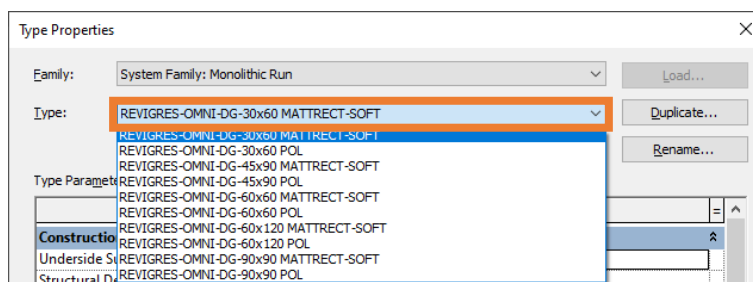 Type Properties
Family: System Family: Monolithic Run Load...
Type: REVIGRES-OMNI-DG-30x60 MATTRECT-SOFT Duplicate...
REVIGRES-OMNI-DG-30x60 MATTRECT-SOFT
REVIGRES-OMNI-DG-30x60 POL Rename...
REVIGRES-OMNI-DG-45x90 MATTRECT-SOFT
Type Paramete REVIGRES-OMNI-DG-45x90 POL
REVIGRES-OMNI-DG-60x60 MATTRECT-SOFT
REVIGRES-OMNI-DG-60x60 POL =
REVIGRES-OMNI-DG-60x120 MATTRECT-SOFT
Constructio REVIGRES-OMNI-DG-60x120 POL
Underside Su REVIGRES-OMNI-DG-90x90 MATTRECT-SOFT
Structural De REVIGRES-OMNI-DG-90x90 POL